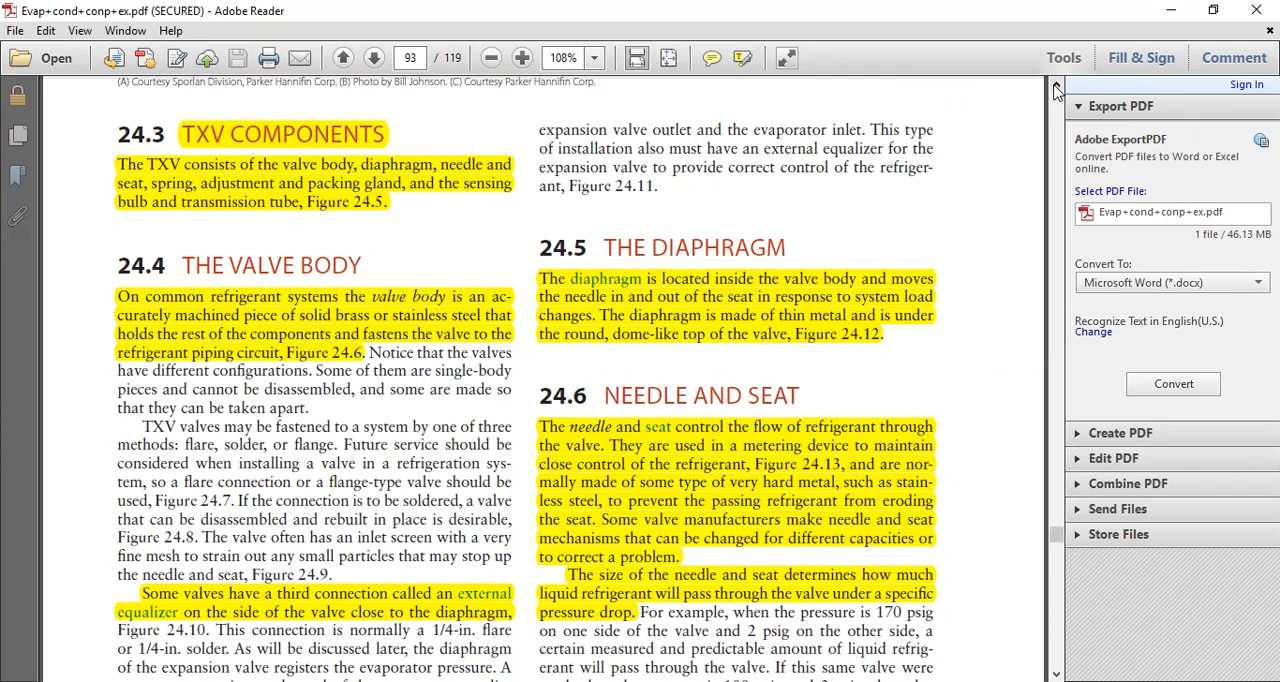 Evap+cond+conp+ex.pdf (SECURED) - Adobe Reader
File Edit View Window Help
Open 93 / 119 108% Tools Fill & Sign Comment
(A) Courtesy Sporlan Division, Parker Hannifin Corp. (B) Photo by Bill Johnson. (C) Courtesy Parker Hannifin Corp.
24.3 TXV COMPONENTS
The TXV consists of the valve body, diaphragm, needle and
seat, spring, adjustment and packing gland, and the sensing
bulb and transmission tube, Figure 24.5.
24.4 THE VALVE BODY
On common refrigerant systems the valve body is an ac-
curately machined piece of solid brass or stainless steel that
holds the rest of the components and fastens the valve to the
refrigerant piping circuit, Figure 24.6. Notice that the valves
have different configurations. Some of them are single-body
pieces and cannot be disassembled, and some are made so
that they can be taken apart.
TXV valves may be fastened to a system by one of three
methods: flare, solder, or flange. Future service should be
considered when installing a valve in a refrigeration sys-
tem, so a flare connection or a flange-type valve should be
used, Figure 24.7. If the connection is to be soldered, a valve
that can be disassembled and rebuilt in place is desirable,
Figure 24.8. The valve often has an inlet screen with a very
fine mesh to strain out any small particles that may stop up
the needle and seat, Figure 24.9.
Some valves have a third connection called an external
equalizer on the side of the valve close to the diaphragm,
Figure 24.10. This connection is normally a 1/4-in. flare
or 1/4-in. solder. As will be discussed later, the diaphragm
of the expansion valve registers the evaporator pressure. A
expansion valve outlet and the evaporator inlet. This type
of installation also must have an external equalizer for the
expansion valve to provide correct control of the refriger-
ant, Figure 24.11.
24.5 THE DIAPHRAGM
The diaphragm is located inside the valve body and moves
the needle in and out of the seat in response to system load
changes. The diaphragm is made of thin metal and is under
the round, dome-like top of the valve, Figure 24.12.
24.6 NEEDLE AND SEAT
The needle and seat control the flow of refrigerant through
the valve. They are used in a metering device to maintain
close control of the refrigerant, Figure 24.13, and are nor-
mally made of some type of very hard metal, such as stain-
less steel, to prevent the passing refrigerant from eroding
the seat. Some valve manufacturers make needle and seat
mechanisms that can be changed for different capacities or
to correct a problem.
The size of the needle and seat determines how much
liquid refrigerant will pass through the valve under a specific
pressure drop. For example, when the pressure is 170 psig
on one side of the valve and 2 psig on the other side, a
certain measured and predictable amount of liquid refrig-
erant will pass through the valve. If this same valve were
Sign In
Export PDF
Adobe ExportPDF
Convert PDF files to Word or Excel
online.
Select PDF File:
Evap+cond+conp+ex.pdf
1 file / 46.13 MB
Convert To:
Microsoft Word (*.docx)
Recognize Text in English(U.S.)
Change
Convert
Create PDF
Edit PDF
Combine PDF
Send Files
Store Files